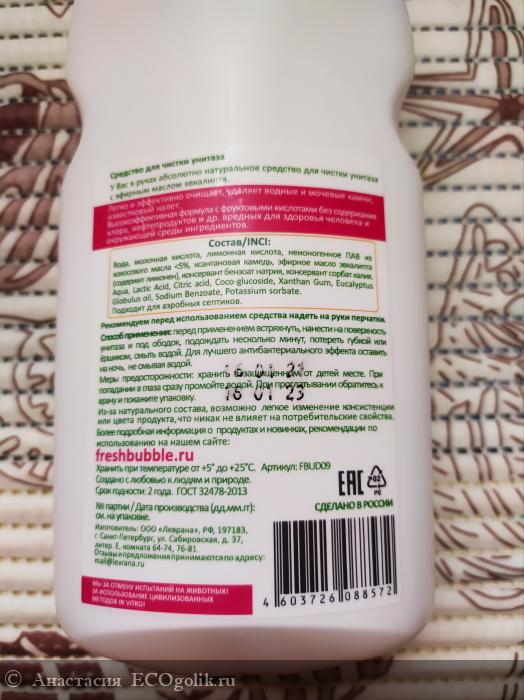 Средство для чистки унитаза
У Вас в руках абсолютно натуральное средство для чистки унитаза
с эфирным маслом эвкалипта.
Легко и эффективно очищает, удаляет водные и мочевые камни,
известковый налет.
Высокоэффективная формула с фруктовыми кислотами без содержания
хлора, нефтепродуктов и др. вредных для здоровья человека и
окружающей среды ингредиентов.
Состав/INCI:
Вода, молочная кислота, лимонная кислота, неионогенное ПАВ из
кокосового масла <5%, ксантановая камедь, эфирное масло эвкалипта
(содержит лимонен), консервант бензоат натрия, консервант сорбат калия.
Aqua, Lactic Acid, Citric acid, Coco-glucoside, Xanthan Gum, Eucalyptus
Globulus oil, Sodium Benzoate, Potassium sorbate.
Подходит для аэробных септиков.
Рекомендуем перед использованием средства надеть на руки перчатки.
Способ применения: перед применением встряхнуть, нанести на поверхность
унитаза и под ободок, подождать несколько минут, потереть губкой или
ёршиком, смыть водой. Для лучшего антибактериального эффекта оставить
на ночь, не смывая водой.
16 01 21
Меры предосторожности: хранить в защищенном от детей месте. При
попадании в глаза сразу промойте водой. При проглатывании обратитесь к
16 01 23
врачу и покажите упаковку.
Из-за натурального состава, возможно легкое изменение консистенции
или цвета продукта, что никак не влияет на потребительские свойства.
Более подробная информация о продуктах и новинках, рекомендации по
использованию на нашем сайте:
freshbubble.ru
Хранить при температуре от +5° до +25°С. Артикул: FBUD09
Создано с любовью к людям и природе.
Срок годности: 2 года. ГОСТ 32478-2013
EAC
02
PE
№ партии / Дата производства (дд.мм.гг):
см. на упаковке.
СДЕЛАНО В РОССИИ
Изготовитель: ООО «Леврана», РФ, 197183,
г. Санкт-Петербург, ул. Сабировская, д. 37,
литер. Е, комната 64-74, 76-81.
Отзывы и предложения принимаются по адресу:
mail@levrana.ru
МЫ ЗА ОТМЕНУ ИСПЫТАНИЙ НА ЖИВОТНЫХ!
ЗА ИСПОЛЬЗОВАНИЕ ЦИВИЛИЗОВАННЫХ
МЕТОДОВ IN VITRO!
4 603726 088572
© Анастасия ECOgolik.ru